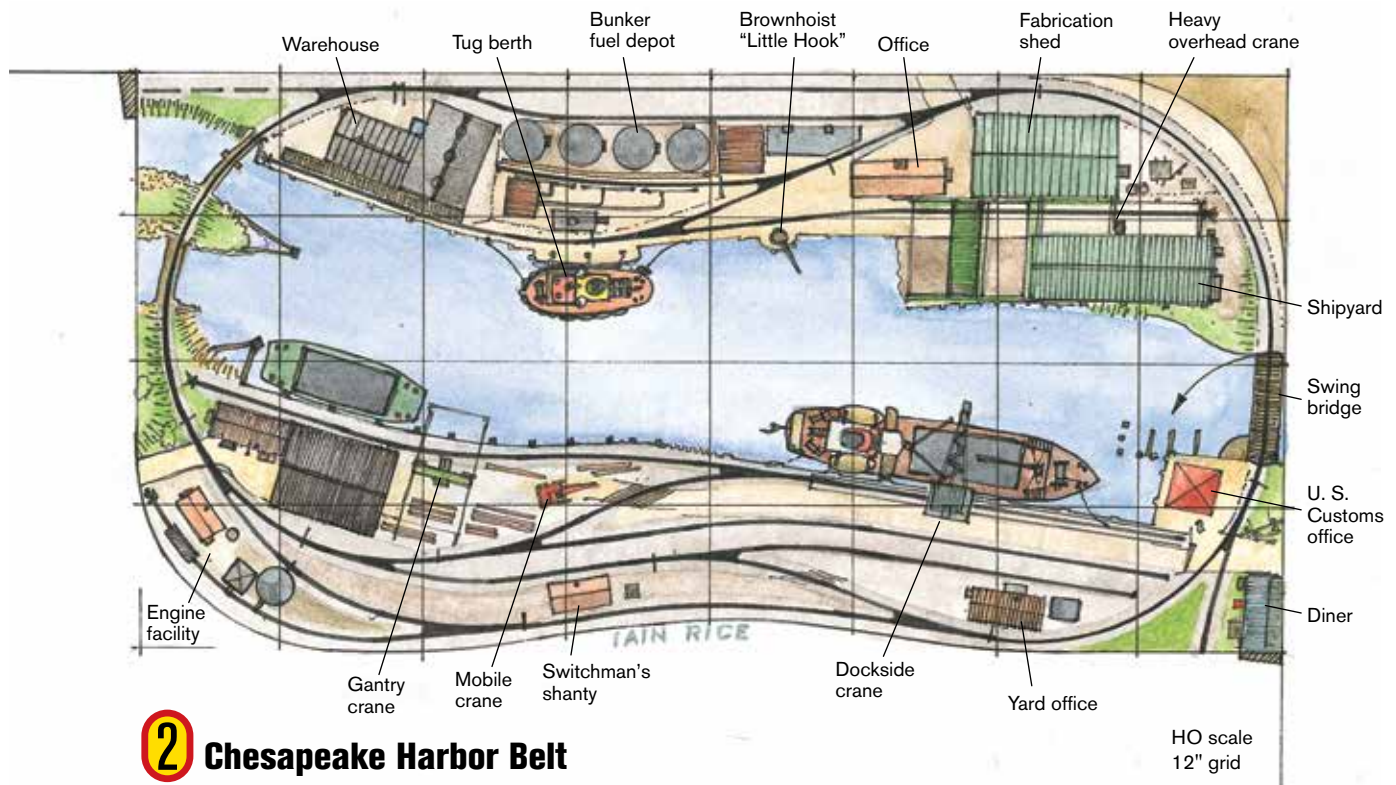 Warehouse
Tug berth
Bunker
fuel depot
Brownhoist
“Little Hook”
Office
Fabrication
shed
Heavy
overhead crane
Shipyard
Swing
bridge
U. S.
Customs
office
Diner
Engine
facility
Gantry
crane
Mobile
crane
Switchman’s
shanty
IAIN RICE
Dockside
crane
Yard office
2 Chesapeake Harbor Belt
HO scale
12" grid